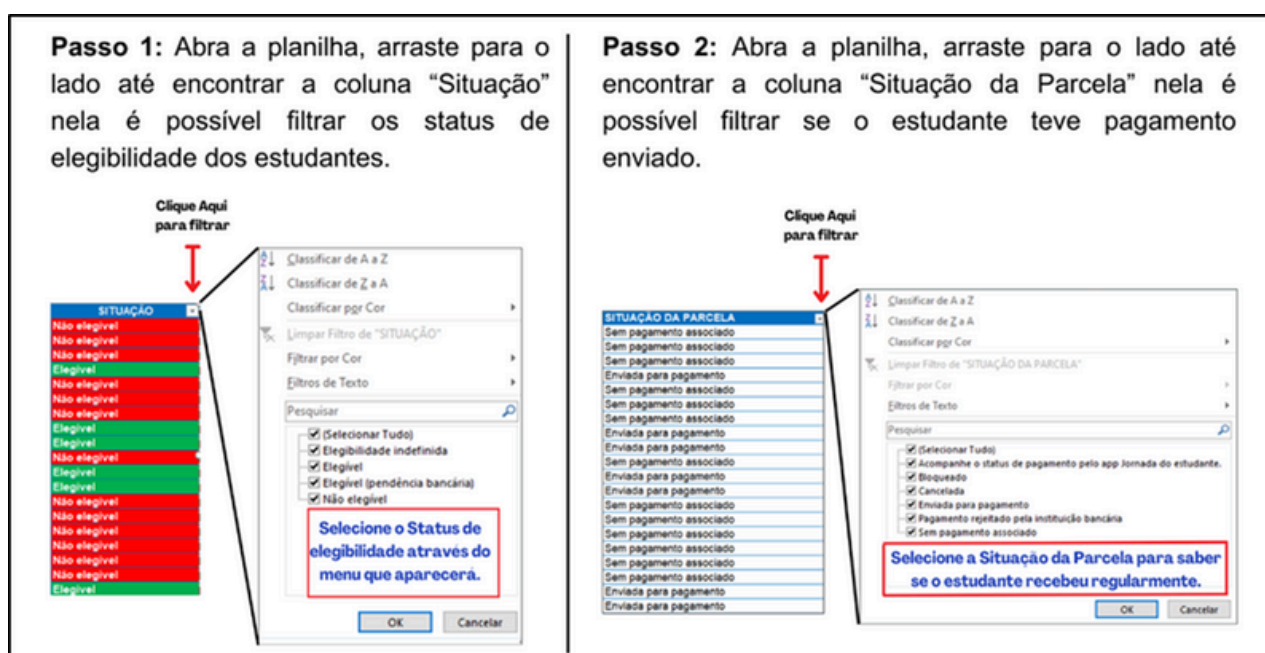 Passo 1: Abra a planilha, arraste para o
lado até encontrar a coluna “Situação”
nela é possível filtrar os status de
elegibilidade dos estudantes.
Clique Aqui
para filtrar
SITUAÇÃO
Não elegível
Não elegível
Não elegível
Elegível
Não elegível
Não elegível
Não elegível
Elegível
Elegível
Não elegível
Elegível
Elegível
Não elegível
Não elegível
Não elegível
Não elegível
Não elegível
Não elegível
Elegível
Classificar de A a Z
Classificar de Z a A
Classificar por Cor
Limpar Filtro de "SITUAÇÃO"
Filtrar por Cor
Filtros de Texto
Pesquisar
(Selecionar Tudo)
Elegibilidade indefinida
Elegível
Elegível (pendência bancária)
Não elegível
Selecione o Status de
elegibilidade através do
menu que aparecerá.
OK Cancelar
Passo 2: Abra a planilha, arraste para o lado até
encontrar a coluna “Situação da Parcela” nela é
possível filtrar se o estudante teve pagamento
enviado.
Clique Aqui
para filtrar
SITUAÇÃO DA PARCELA
Sem pagamento associado
Sem pagamento associado
Sem pagamento associado
Enviada para pagamento
Sem pagamento associado
Sem pagamento associado
Sem pagamento associado
Enviada para pagamento
Enviada para pagamento
Sem pagamento associado
Enviada para pagamento
Enviada para pagamento
Sem pagamento associado
Sem pagamento associado
Sem pagamento associado
Sem pagamento associado
Sem pagamento associado
Sem pagamento associado
Enviada para pagamento
Enviada para pagamento
Classificar de A a Z
Classificar de Z a A
Classificar por Cor
Limpar Filtro de "SITUAÇÃO DA PARCELA"
Filtrar por Cor
Filtros de Texto
Pesquisar
(Selecionar Tudo)
Acompanhe o status de pagamento pelo app Jornada do estudante.
Bloqueado
Cancelada
Enviada para pagamento
Pagamento rejeitado pela instituição bancária
Sem pagamento associado
Selecione a Situação da Parcela para saber
se o estudante recebeu regularmente.
OK Cancelar